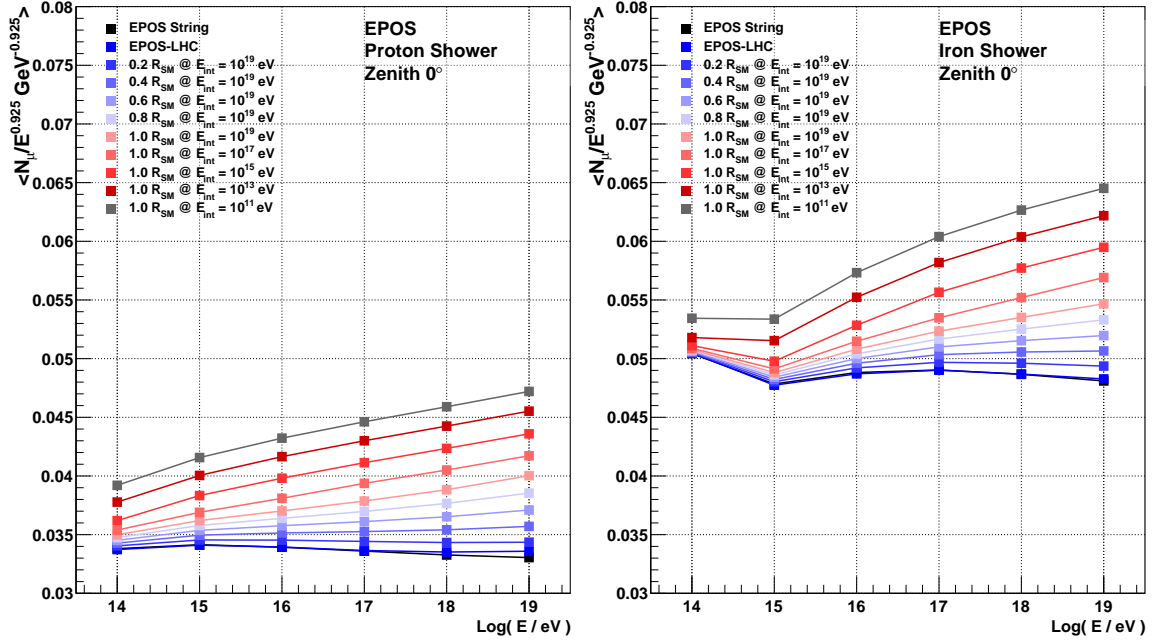 <N_μ/E^0.925 GeV^-0.925>
0.08
0.075
0.07
0.065
0.06
0.055
0.05
0.045
0.04
0.035
0.03
EPOS String
EPOS-LHC
0.2 R_SM @ E_int = 10^19 eV
0.4 R_SM @ E_int = 10^19 eV
0.6 R_SM @ E_int = 10^19 eV
0.8 R_SM @ E_int = 10^19 eV
1.0 R_SM @ E_int = 10^19 eV
1.0 R_SM @ E_int = 10^17 eV
1.0 R_SM @ E_int = 10^15 eV
1.0 R_SM @ E_int = 10^13 eV
1.0 R_SM @ E_int = 10^11 eV
EPOS
Proton Shower
Zenith 0°
14 15 16 17 18 19
Log( E / eV )
<N_μ/E^0.925 GeV^-0.925>
0.08
0.075
0.07
0.065
0.06
0.055
0.05
0.045
0.04
0.035
0.03
EPOS String
EPOS-LHC
0.2 R_SM @ E_int = 10^19 eV
0.4 R_SM @ E_int = 10^19 eV
0.6 R_SM @ E_int = 10^19 eV
0.8 R_SM @ E_int = 10^19 eV
1.0 R_SM @ E_int = 10^19 eV
1.0 R_SM @ E_int = 10^17 eV
1.0 R_SM @ E_int = 10^15 eV
1.0 R_SM @ E_int = 10^13 eV
1.0 R_SM @ E_int = 10^11 eV
EPOS
Iron Shower
Zenith 0°
14 15 16 17 18 19
Log( E / eV )